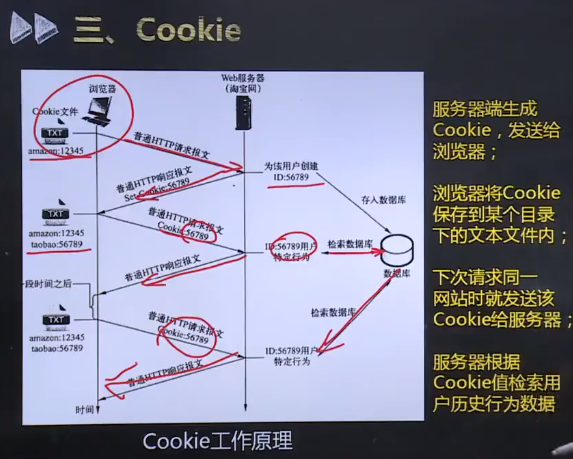 三、Cookie
浏览器
Web服务器
(淘宝网)
Cookie文件
TXT
amazon:12345
普通HTTP请求报文
为该用户创建
ID:56789
普通HTTP响应报文
Set-Cookie:56789
存入数据库
TXT
amazon:12345
taobao:56789
普通HTTP请求报文
Cookie:56789
ID:56789用户
特定行为
检索数据库
数据库
普通HTTP响应报文
一段时间之后
TXT
amazon:12345
taobao:56789
普通HTTP请求报文
Cookie:56789
检索数据库
ID:56789用户
特定行为
普通HTTP响应报文
时间
服务器端生成
Cookie，发送给
浏览器；
浏览器将Cookie
保存到某个目录
下的文本文件内；
下次请求同一
网站时就发送该
Cookie给服务器；
服务器根据
Cookie值检索用
户历史行为数据
Cookie工作原理